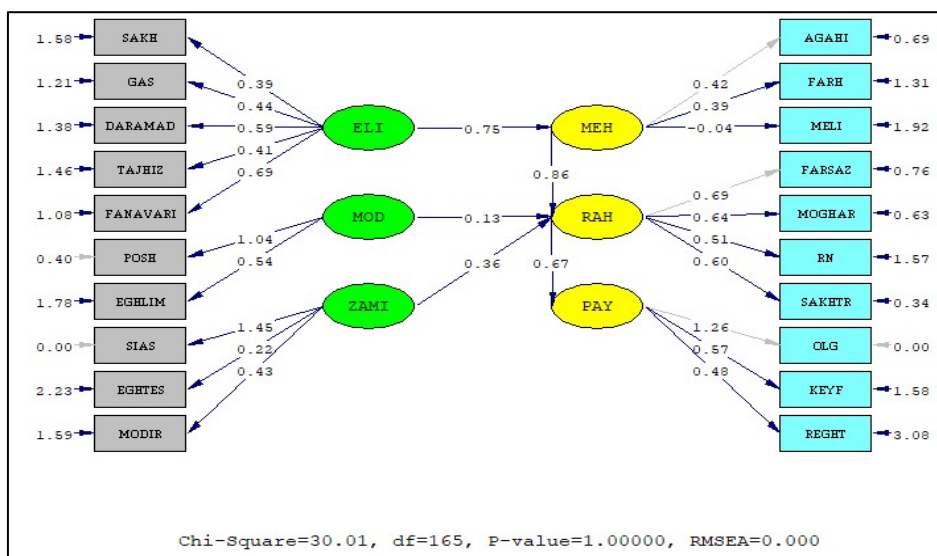 1.58 SAKH 0.39 AGAHI 0.69
1.21 GAS 0.44 0.42 FARH 1.31
1.38 DARAMAD 0.59 ELI 0.75 MEH 0.39 -0.04 MELI 1.92
1.46 TAJHIZ 0.41 0.86 FARSAZ 0.76
1.08 FANAVARI 0.69 MOD 0.13 RAH 0.69 0.64 MOGHAR 0.63
0.40 POSH 1.04 0.51 RN 1.57
1.78 EGHLIM 0.54 ZAMI 0.36 0.67 PAY 0.60 SAKHTR 0.34
0.00 SIAS 1.45 1.26 OLG 0.00
2.23 EGHTES 0.22 0.57 KEYF 1.58
1.59 MODIR 0.43 0.48 REGHT 3.08
Chi-Square=30.01, df=165, P-value=1.00000, RMSEA=0.000